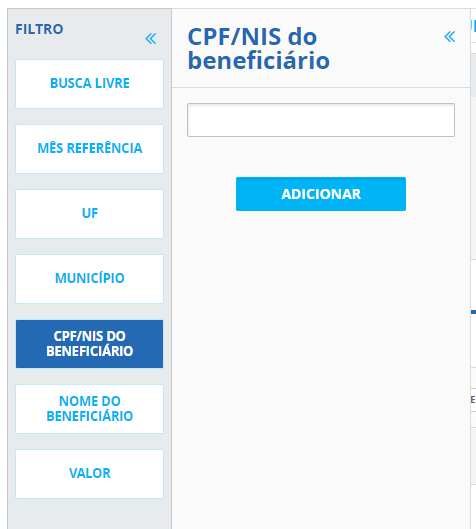 FILTRO
BUSCA LIVRE
MÊS REFERÊNCIA
UF
MUNICÍPIO
CPF/NIS DO
BENEFICIÁRIO
NOME DO
BENEFICIÁRIO
VALOR
CPF/NIS do
beneficiário
ADICIONAR